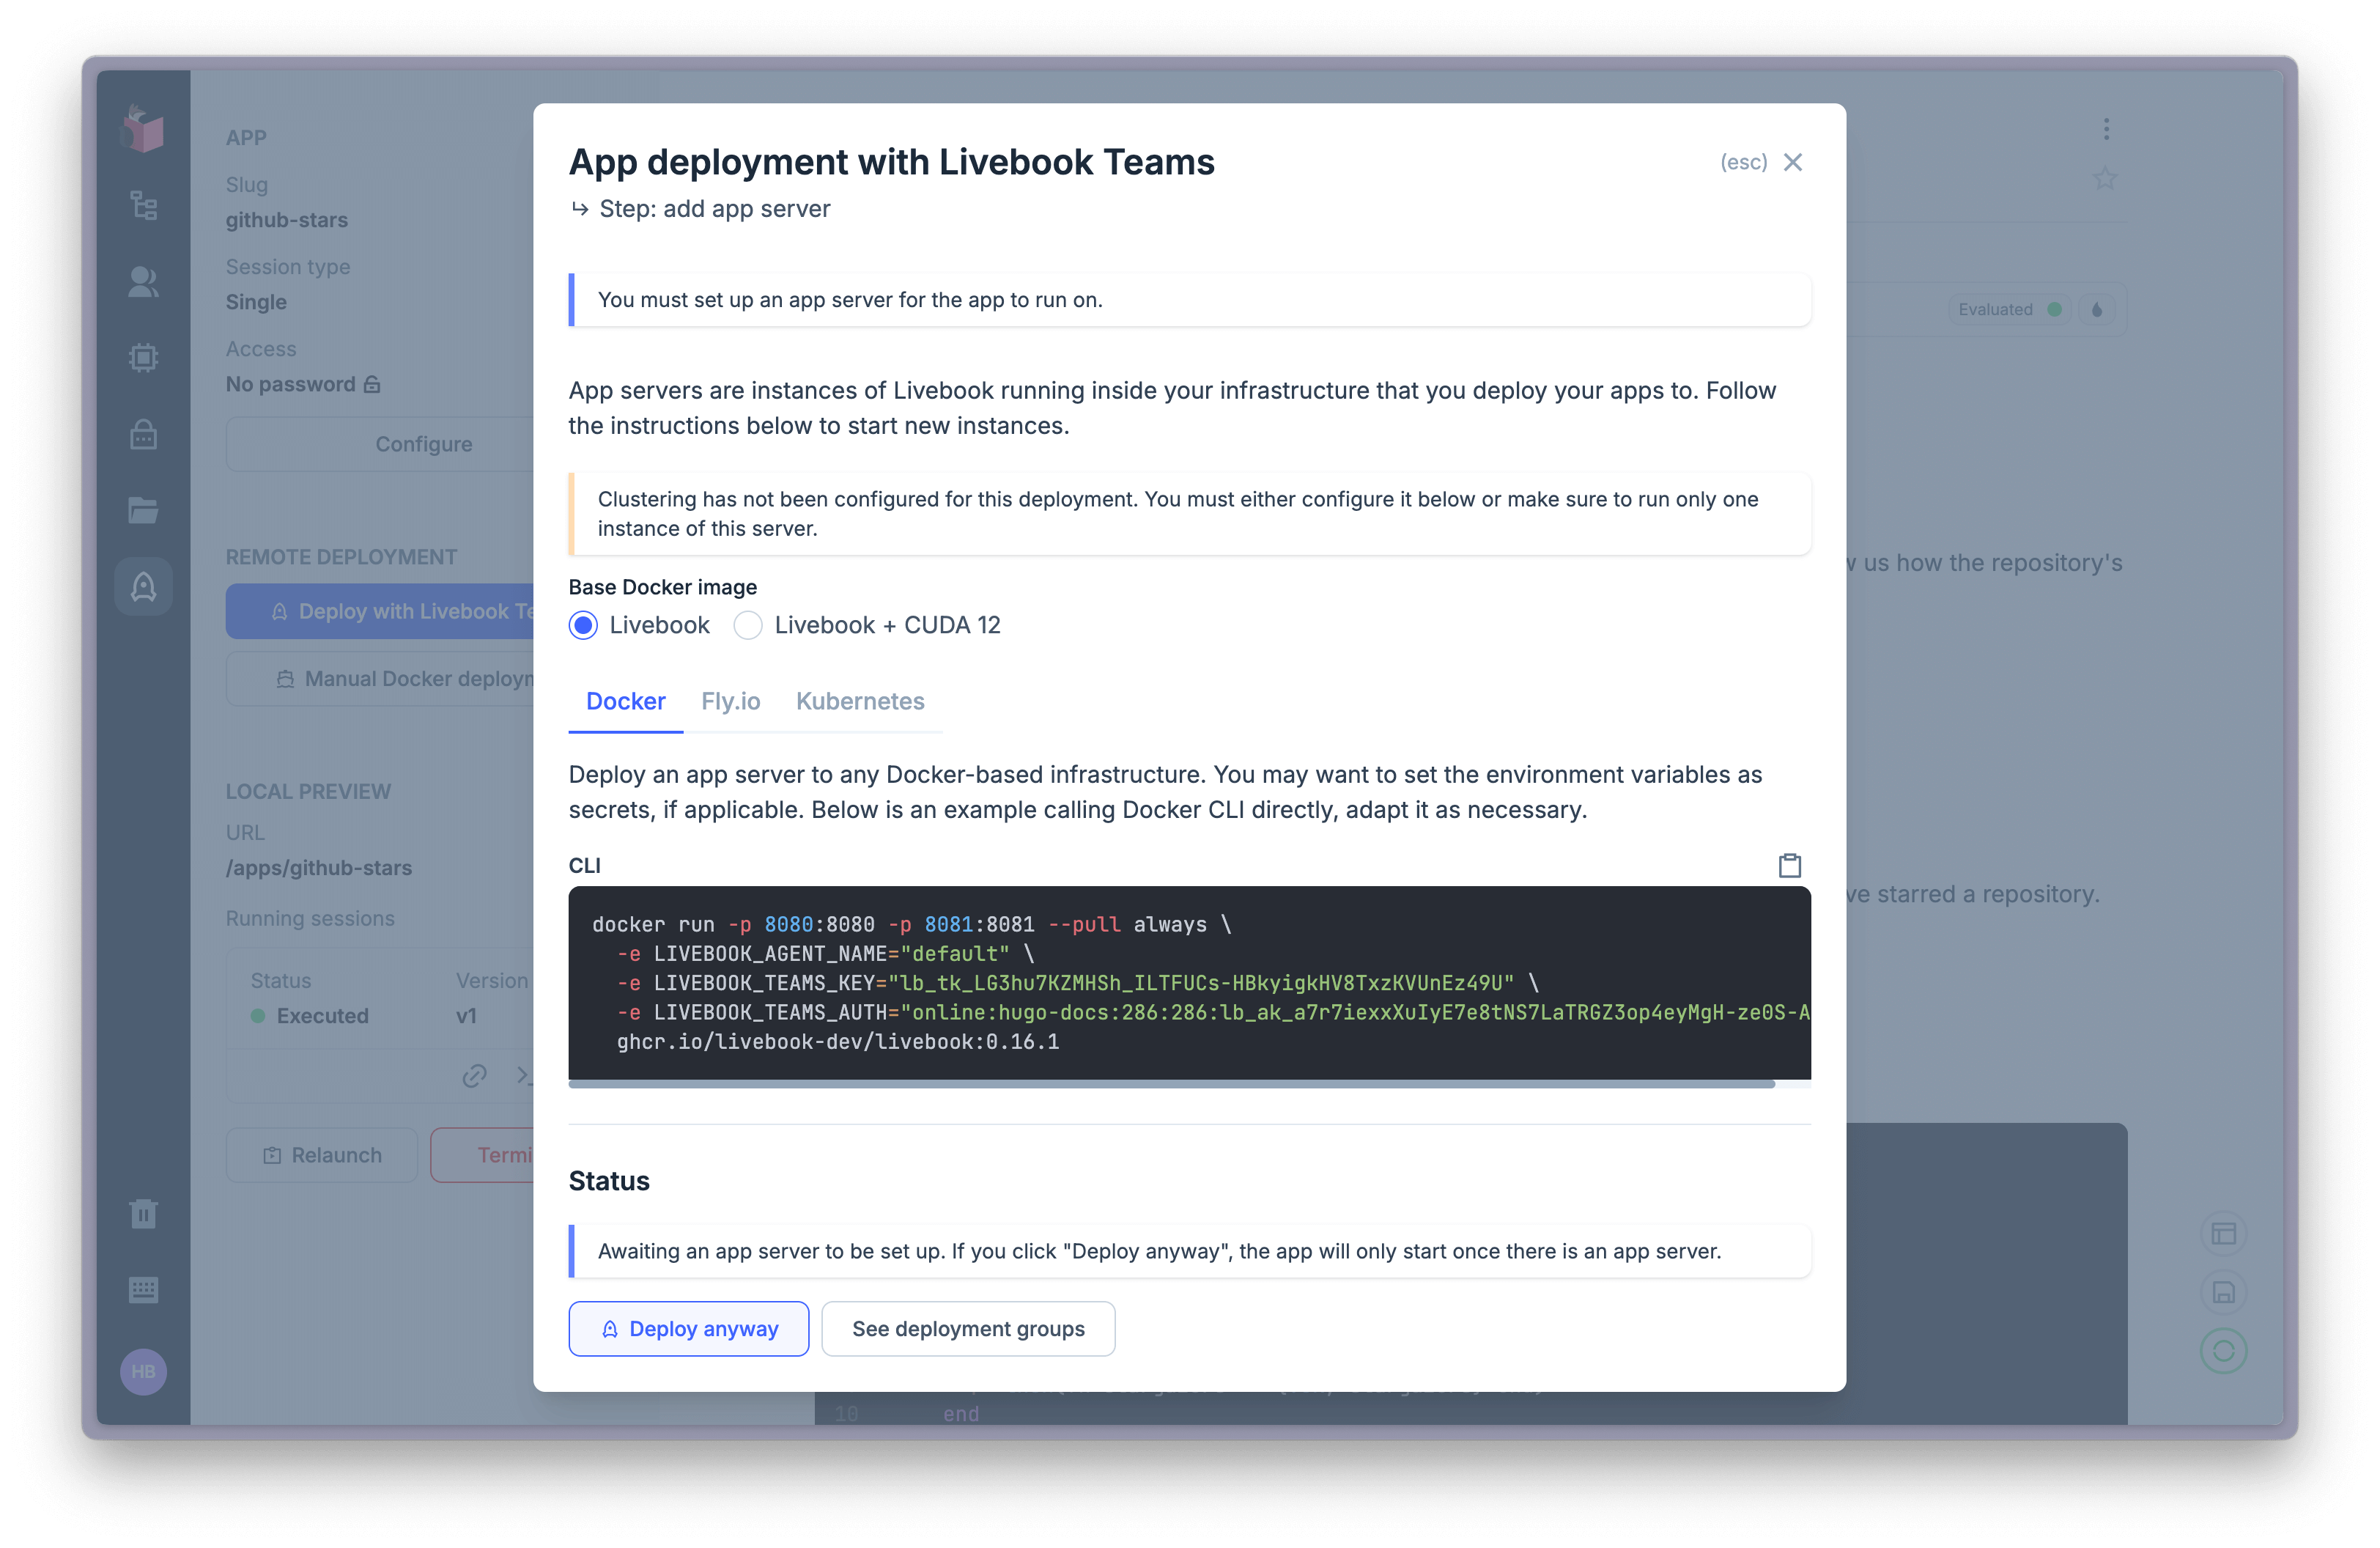 APP
Slug
github-stars
Session type
Single
Access
No password
Configure
REMOTE DEPLOYMENT
Deploy with Livebook Te
Manual Docker deployn
LOCAL PREVIEW
URL
/apps/github-stars
Running sessions
Status Version
Executed v1
Relaunch Termi
HB
App deployment with Livebook Teams
(esc)
Step: add app server
You must set up an app server for the app to run on.
App servers are instances of Livebook running inside your infrastructure that you deploy your apps to. Follow
the instructions below to start new instances.
Clustering has not been configured for this deployment. You must either configure it below or make sure to run only one
instance of this server.
Base Docker image
Livebook Livebook + CUDA 12
Docker Fly.io Kubernetes
Deploy an app server to any Docker-based infrastructure. You may want to set the environment variables as
secrets, if applicable. Below is an example calling Docker CLI directly, adapt it as necessary.
CLI
docker run -p 8080:8080 -p 8081:8081 --pull always \
-e LIVEBOOK_AGENT_NAME="default" \
-e LIVEBOOK_TEAMS_KEY="lb_tk_LG3hu7KZMHSh_ILTFUCs-HBkyigkHV8TxzKVUnEz49U" \
-e LIVEBOOK_TEAMS_AUTH="online:hugo-docs:286:286:lb_ak_a7r7iexxXuIyE7e8tNS7LaTRGZ3op4eyMgH-ze0S-A
ghcr.io/livebook-dev/livebook:0.16.1
Status
Awaiting an app server to be set up. If you click "Deploy anyway", the app will only start once there is an app server.
Deploy anyway See deployment groups
Evaluated
us how the repository's
ve starred a repository.
10 end